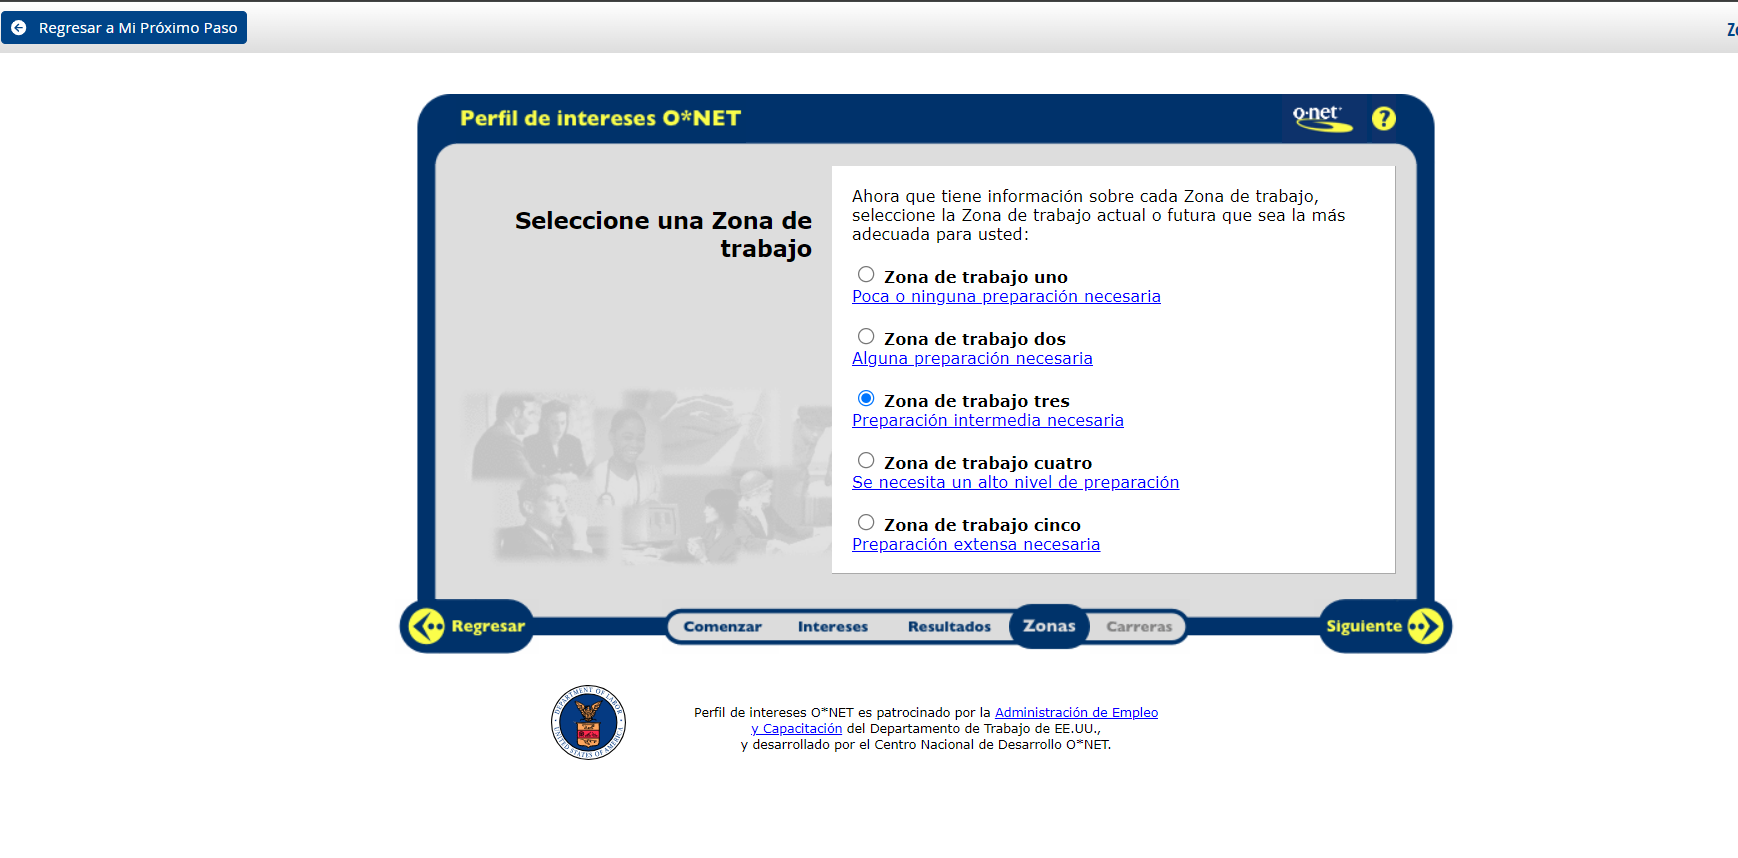 Regresar a Mi Próximo Paso
Perfil de intereses O*NET
o·net
?
Seleccione una Zona de
trabajo
Ahora que tiene información sobre cada Zona de trabajo,
seleccione la Zona de trabajo actual o futura que sea la más
adecuada para usted:
Zona de trabajo uno
Poca o ninguna preparación necesaria
Zona de trabajo dos
Alguna preparación necesaria
Zona de trabajo tres
Preparación intermedia necesaria
Zona de trabajo cuatro
Se necesita un alto nivel de preparación
Zona de trabajo cinco
Preparación extensa necesaria
Regresar
Comenzar Intereses Resultados Zonas Carreras
Siguiente
DEPARTMENT OF LABOR
UNITED STATES OF AMERICA
Perfil de intereses O*NET es patrocinado por la Administración de Empleo
y Capacitación del Departamento de Trabajo de EE.UU.,
y desarrollado por el Centro Nacional de Desarrollo O*NET.